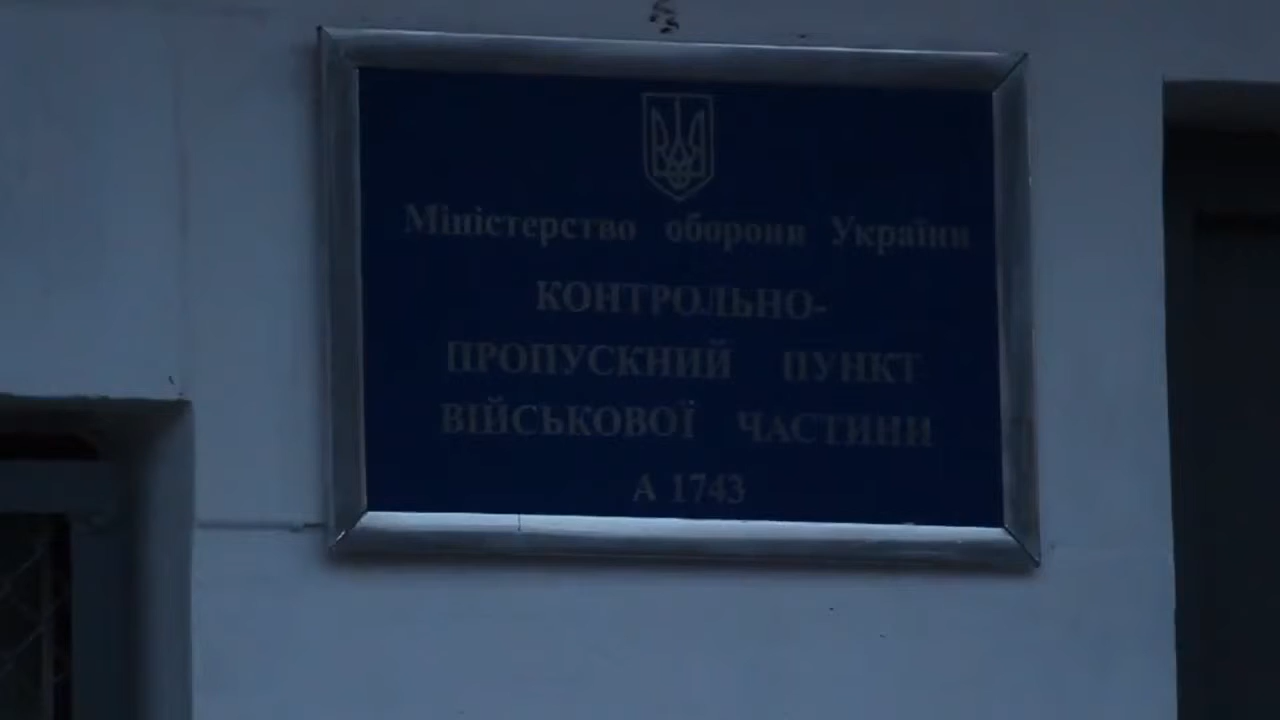 Міністерство оборони України
КОНТРОЛЬНО-
ПРОПУСКНИЙ ПУНКТ
ВІЙСЬКОВОЇ ЧАСТИНИ
А 1743